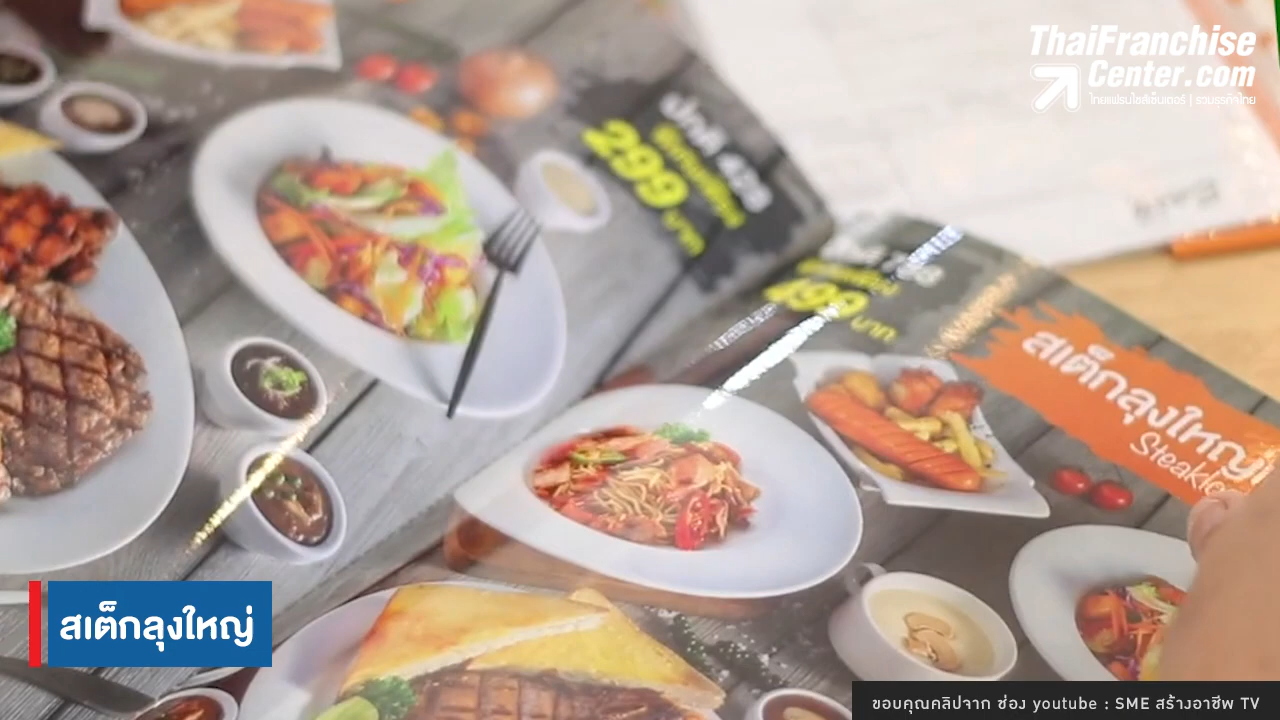 ThaiFranchise
Center.com
ไทยแฟรนไชส์เซ็นเตอร์ | รวมธุรกิจไทย
ปกติ 428
299
บาท
499
บาท
สเต็กลุงใหญ่
สเต็กลุงใหญ่
ขอบคุณคลิปจาก ช่อง youtube : SME สร้างอาชีพ TV